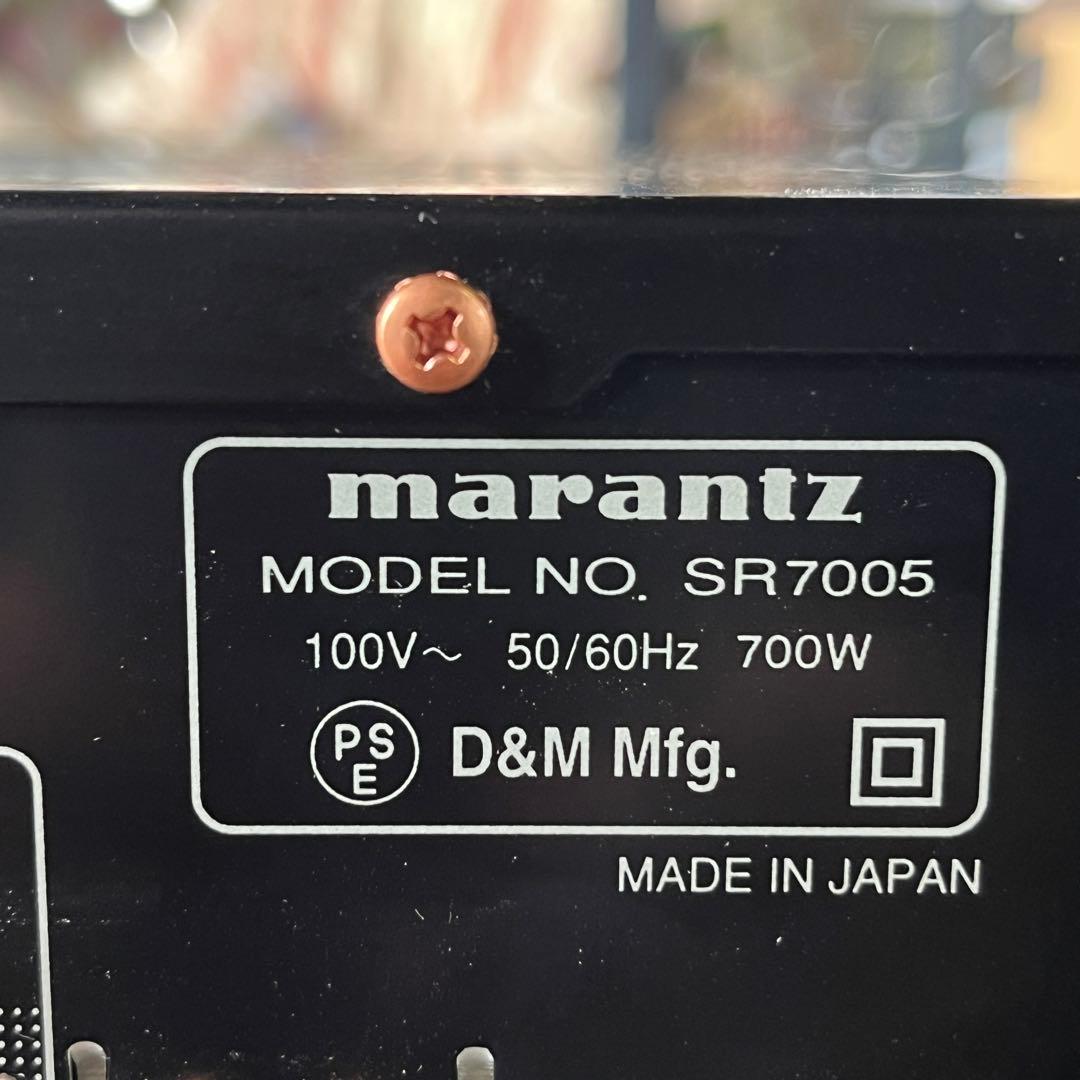 marantz
MODEL NO. SR7005
100V～ 50/60Hz 700W
PSE D&M Mfg.
MADE IN JAPAN